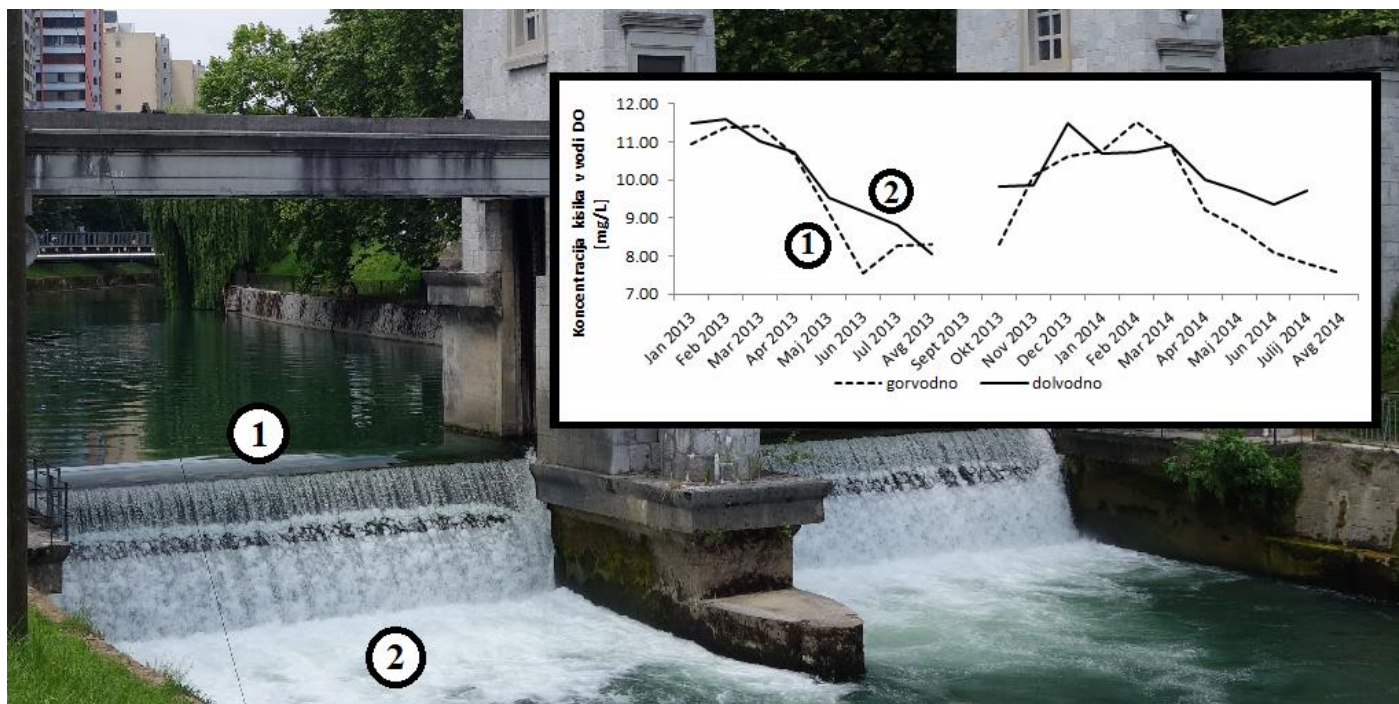 Koncentracija kisika v vodi DO
[mg/L]
12.00
11.00
10.00
9.00
8.00
7.00
1
2
Jan 2013
Feb 2013
Mar 2013
Apr 2013
Maj 2013
Jun 2013
Jul 2013
Avg 2013
Sept 2013
Okt 2013
Nov 2013
Dec 2013
Jan 2014
Feb 2014
Mar 2014
Apr 2014
Maj 2014
Jun 2014
Julij 2014
Avg 2014
gorvodno dolvodno
1
2